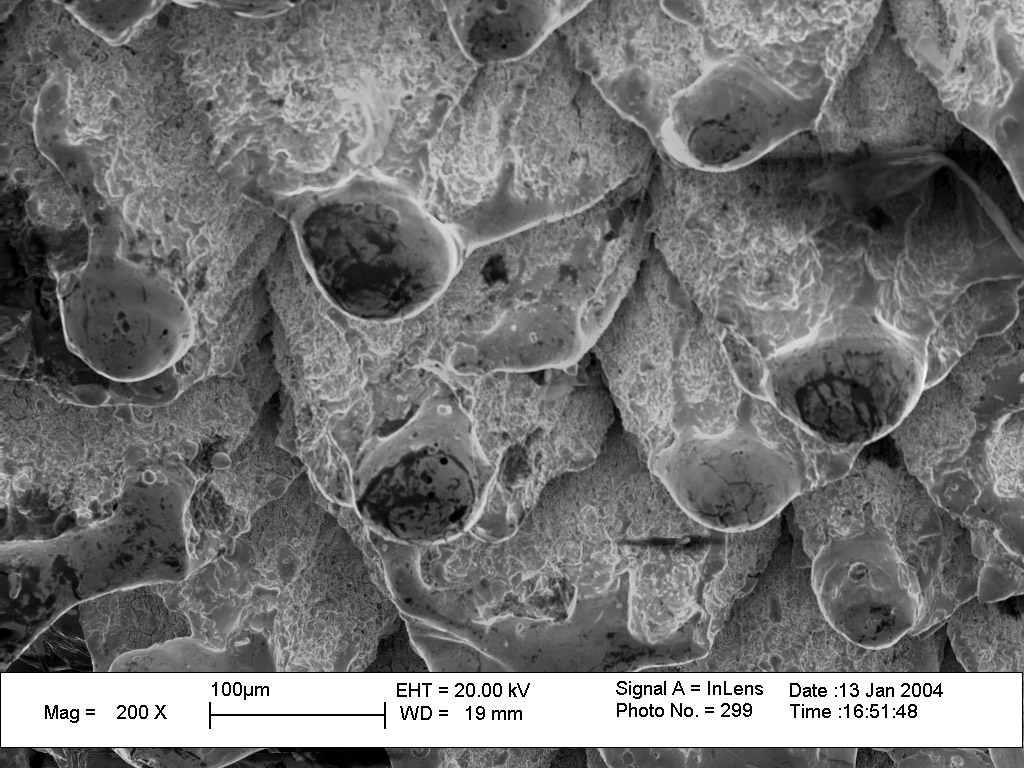 100µm
EHT = 20.00 kV
Signal A = InLens
Date :13 Jan 2004
Mag = 200 X
WD = 19 mm
Photo No. = 299
Time :16:51:48